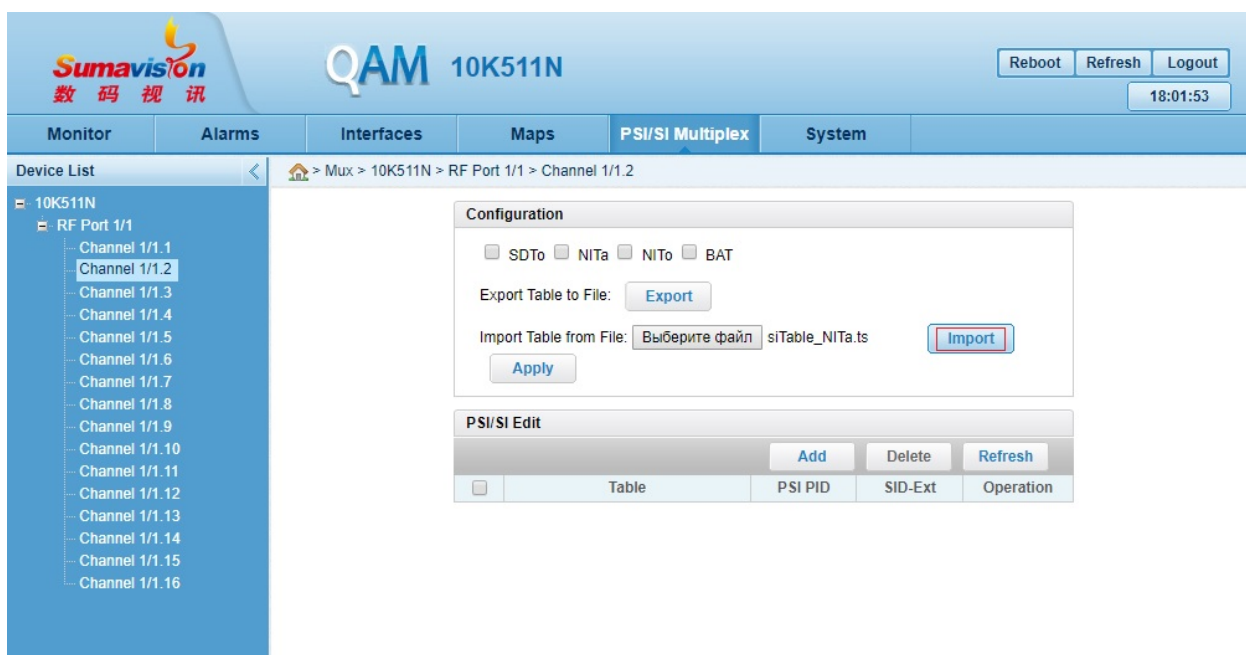 Sumavision
数 码 视 讯
QAM 10K511N
Reboot Refresh Logout
18:01:53
Monitor Alarms Interfaces Maps PSI/SI Multiplex System
Device List
> Mux > 10K511N > RF Port 1/1 > Channel 1/1.2
10K511N
RF Port 1/1
Channel 1/1.1
Channel 1/1.2
Channel 1/1.3
Channel 1/1.4
Channel 1/1.5
Channel 1/1.6
Channel 1/1.7
Channel 1/1.8
Channel 1/1.9
Channel 1/1.10
Channel 1/1.11
Channel 1/1.12
Channel 1/1.13
Channel 1/1.14
Channel 1/1.15
Channel 1/1.16
Configuration
SDTo NITa NITo BAT
Export Table to File: Export
Import Table from File: Выберите файл siTable_NITa.ts Import
Apply
PSI/SI Edit
Add Delete Refresh
Table PSI PID SID-Ext Operation